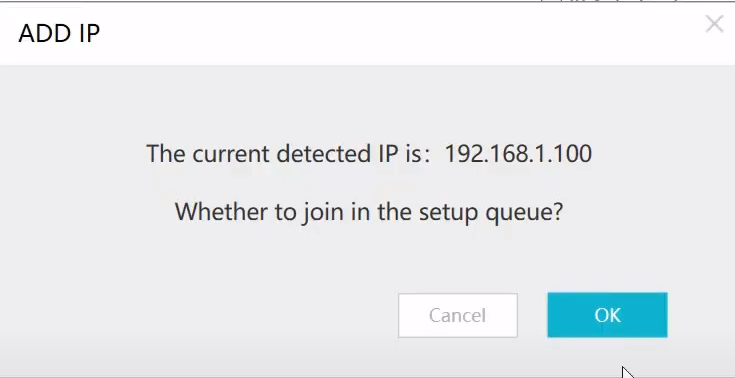 ADD IP
The current detected IP is：192.168.1.100
Whether to join in the setup queue?
Cancel
OK